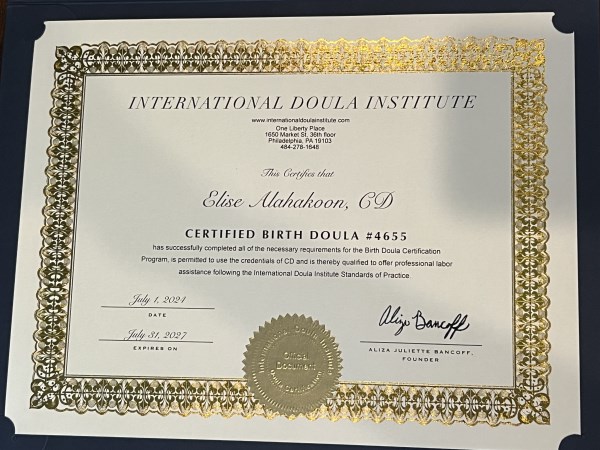 INTERNATIONAL DOULA INSTITUTE
www.internationaldoulainstitute.com
One Liberty Place
1650 Market St, 36th floor
Philadelphia, PA 19103
484-278-1648
This Certifies that
Elise Alahakoon, CD
CERTIFIED BIRTH DOULA #4655
has successfully completed all of the necessary requirements for the Birth Doula Certification
Program, is permitted to use the credentials of CD and is thereby qualified to offer professional labor
assistance following the International Doula Institute Standards of Practice.
July 1, 2024
DATE
July 31, 2027
EXPIRES ON
International Doula Institute
Official
Document
Aliza Bancoff
ALIZA JULIETTE BANCOFF,
FOUNDER